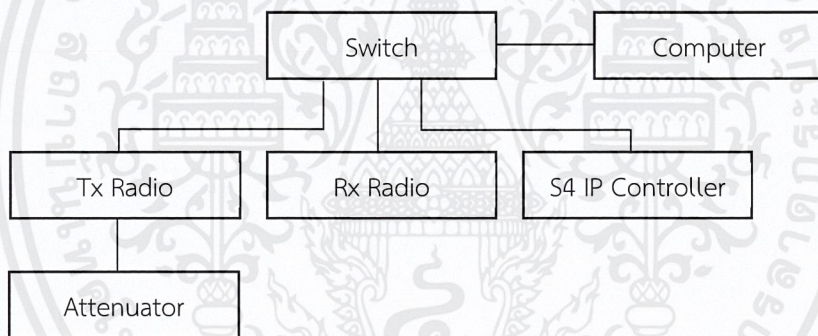 Switch
Computer
Tx Radio
Rx Radio
S4 IP Controller
Attenuator